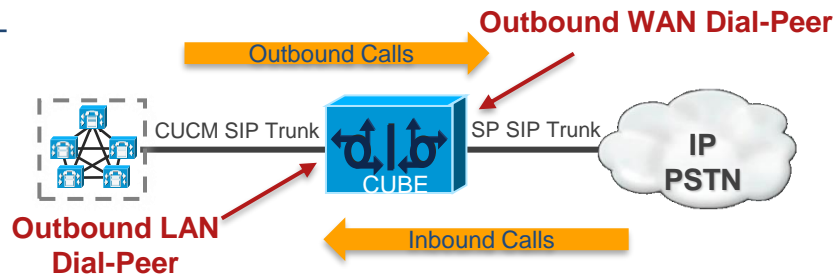 Outbound WAN Dial-Peer
Outbound Calls
CUCM SIP Trunk
SP SIP Trunk
IP
PSTN
CUBE
Outbound LAN
Dial-Peer
Inbound Calls